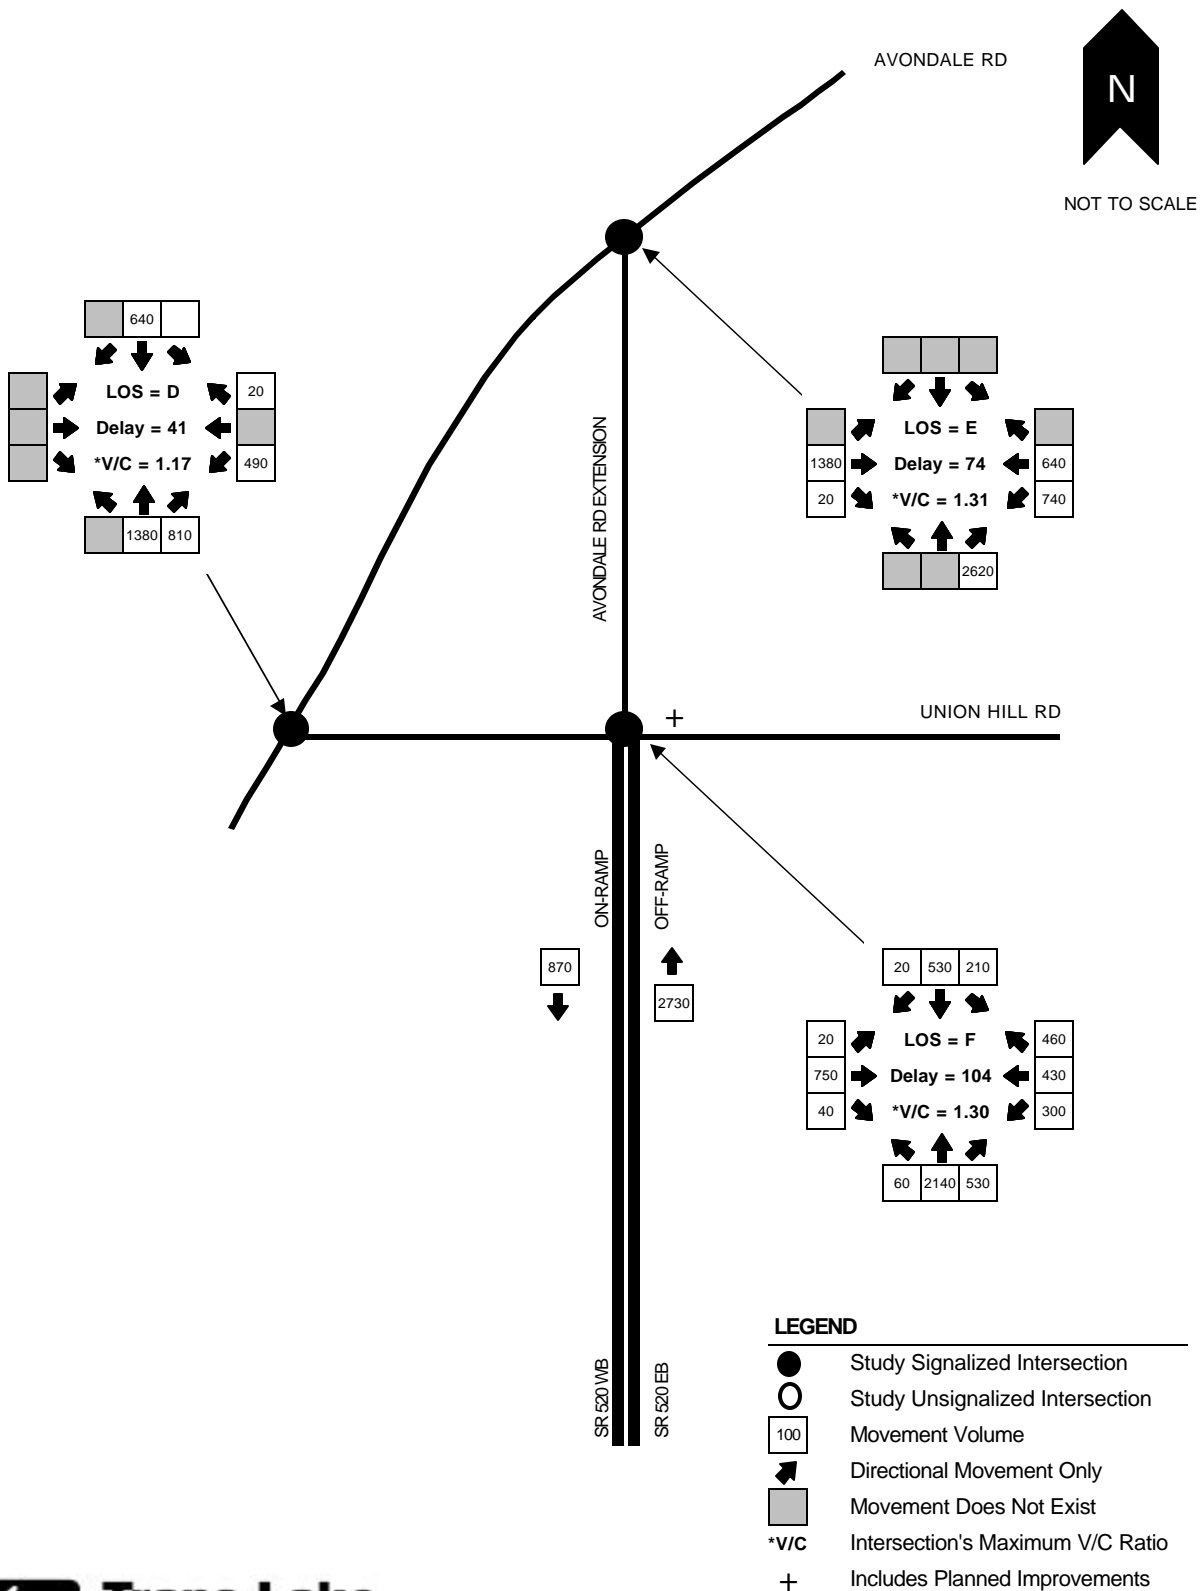 AVONDALE RD
N
NOT TO SCALE
640
20
LOS = D
Delay = 41
*V/C = 1.17
490
1380 810
AVONDALE RD EXTENSION
LOS = E
1380 Delay = 74 640
20 *V/C = 1.31 740
2620
+
UNION HILL RD
ON-RAMP
OFF-RAMP
870
2730
20 530 210
20 LOS = F 460
750 Delay = 104 430
40 *V/C = 1.30 300
60 2140 530
SR 520 WB
SR 520 EB
LEGEND
Study Signalized Intersection
Study Unsignalized Intersection
100 Movement Volume
Directional Movement Only
Movement Does Not Exist
*V/C Intersection's Maximum V/C Ratio
+ Includes Planned Improvements
Trans-Lake